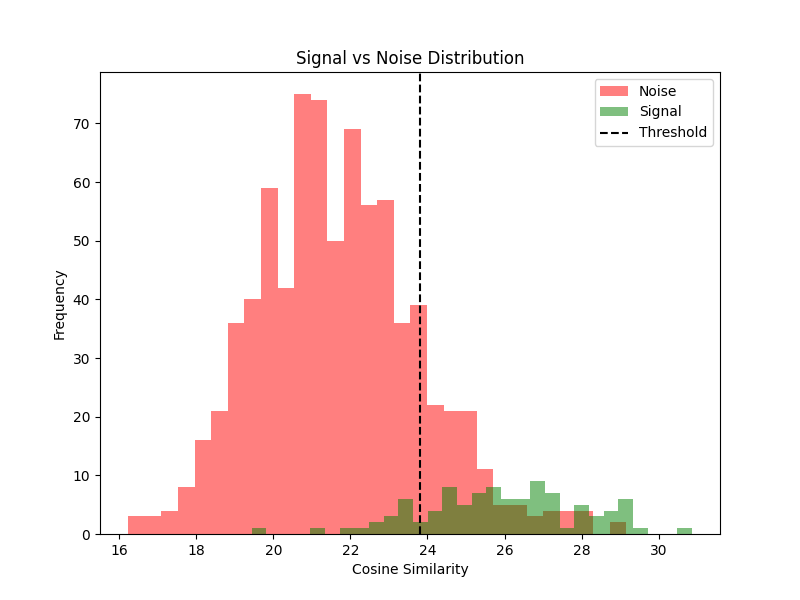 Signal vs Noise Distribution
Noise
Signal
Threshold
70
60
50
40
30
20
10
0
Frequency
16 18 20 22 24 26 28 30
Cosine Similarity